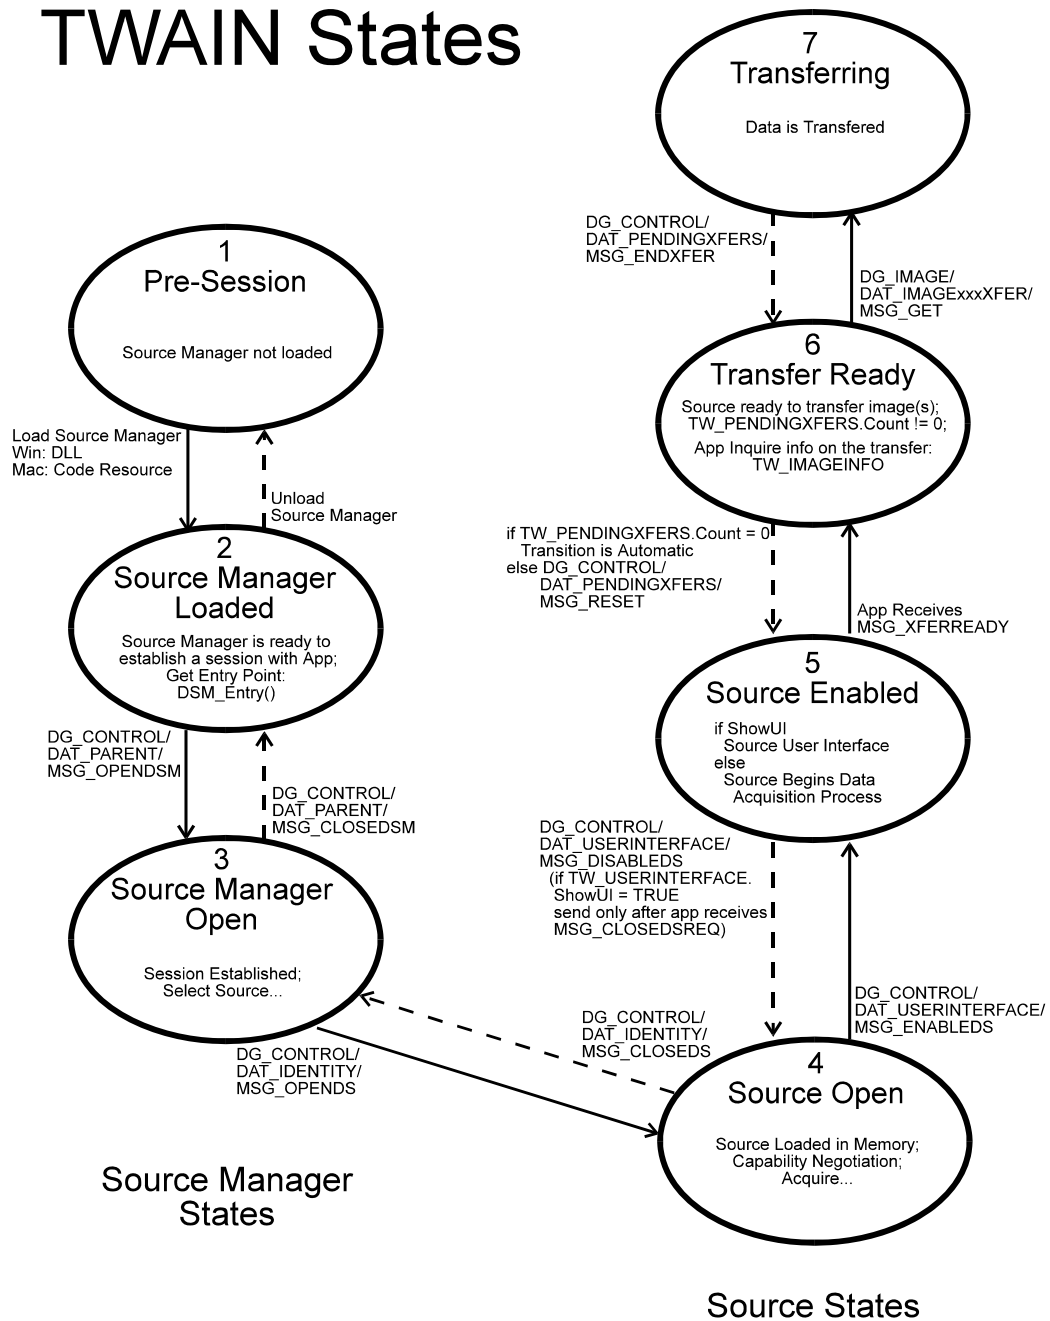 TWAIN States
1
Pre-Session
Source Manager not loaded
Load Source Manager
Win: DLL
Mac: Code Resource
Unload
Source Manager
2
Source Manager
Loaded
Source Manager is ready to
establish a session with App;
Get Entry Point:
DSM_Entry()
DG_CONTROL/
DAT_PARENT/
MSG_OPENDSM
DG_CONTROL/
DAT_PARENT/
MSG_CLOSEDSM
3
Source Manager
Open
Session Established;
Select Source...
DG_CONTROL/
DAT_IDENTITY/
MSG_OPENDS
DG_CONTROL/
DAT_IDENTITY/
MSG_CLOSEDS
Source Manager
States
7
Transferring
Data is Transfered
DG_CONTROL/
DAT_PENDINGXFERS/
MSG_ENDXFER
DG_IMAGE/
DAT_IMAGExxxXFER/
MSG_GET
6
Transfer Ready
Source ready to transfer image(s);
TW_PENDINGXFERS.Count != 0;
App Inquire info on the transfer:
TW_IMAGEINFO
if TW_PENDINGXFERS.Count = 0
Transition is Automatic
else DG_CONTROL/
DAT_PENDINGXFERS/
MSG_RESET
App Receives
MSG_XFERREADY
5
Source Enabled
if ShowUI
Source User Interface
else
Source Begins Data
Acquisition Process
DG_CONTROL/
DAT_USERINTERFACE/
MSG_DISABLEDS
(if TW_USERINTERFACE.
ShowUI = TRUE
send only after app receives
MSG_CLOSEDSREQ)
DG_CONTROL/
DAT_USERINTERFACE/
MSG_ENABLEDS
4
Source Open
Source Loaded in Memory;
Capability Negotiation;
Acquire...
Source States